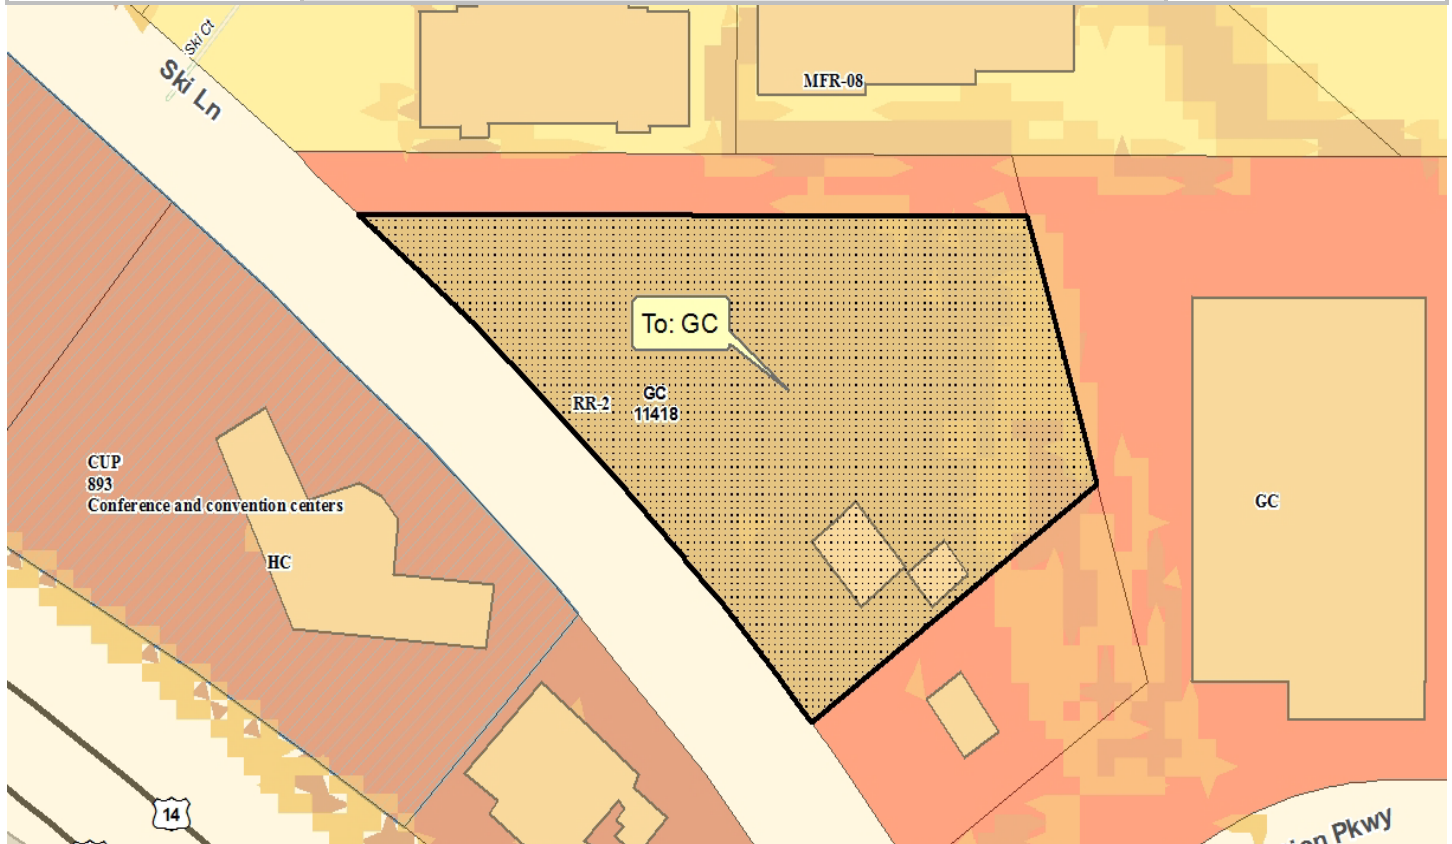 Ski Ct
Ski Ln
MFR-08
To: GC
RR-2
GC
11418
CUP
893
Conference and convention centers
HC
GC
14
Pkwy